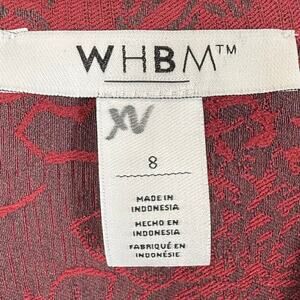 WHBM™
XV
8
MADE IN
INDONESIA
HECHO EN
INDONESIA
FABRIQUÉ EN
INDONÉSIE